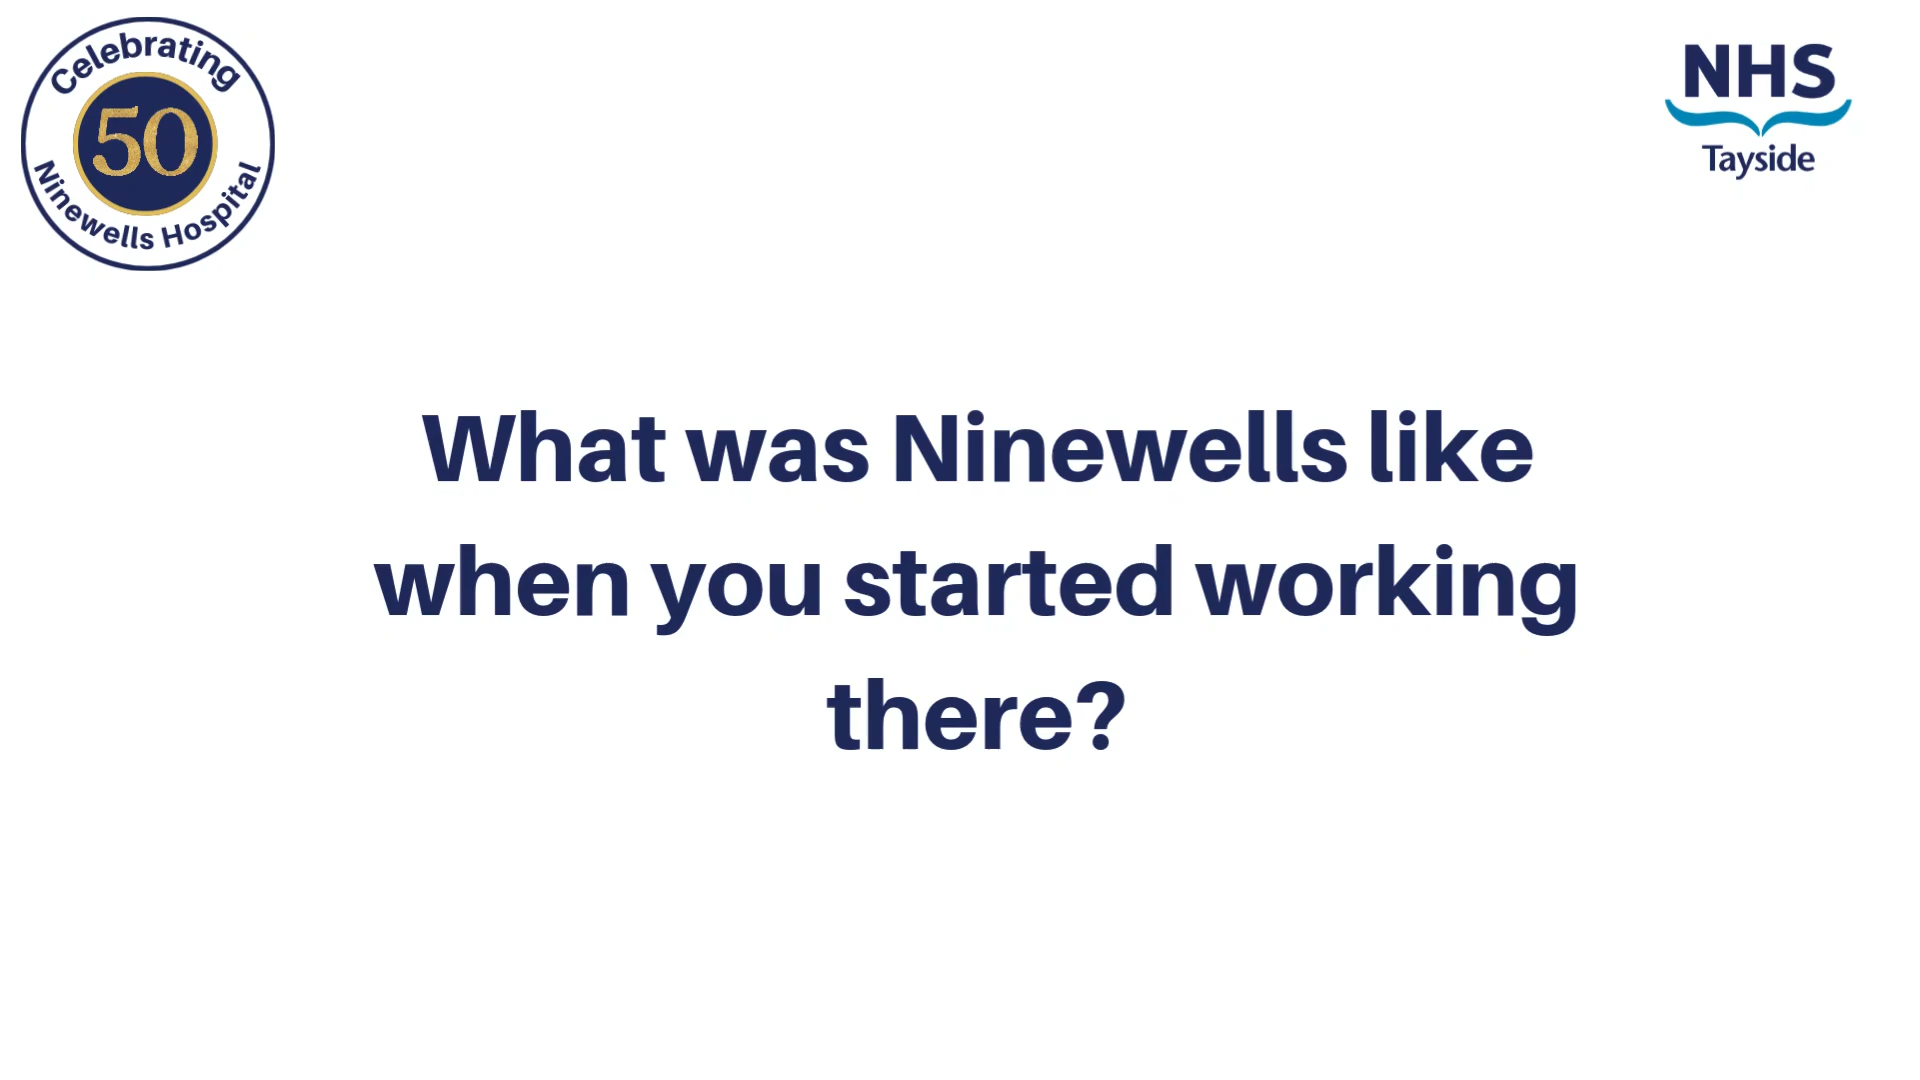 Celebrating
50
Ninewells Hospital
NHS
Tayside
What was Ninewells like
when you started working
there?